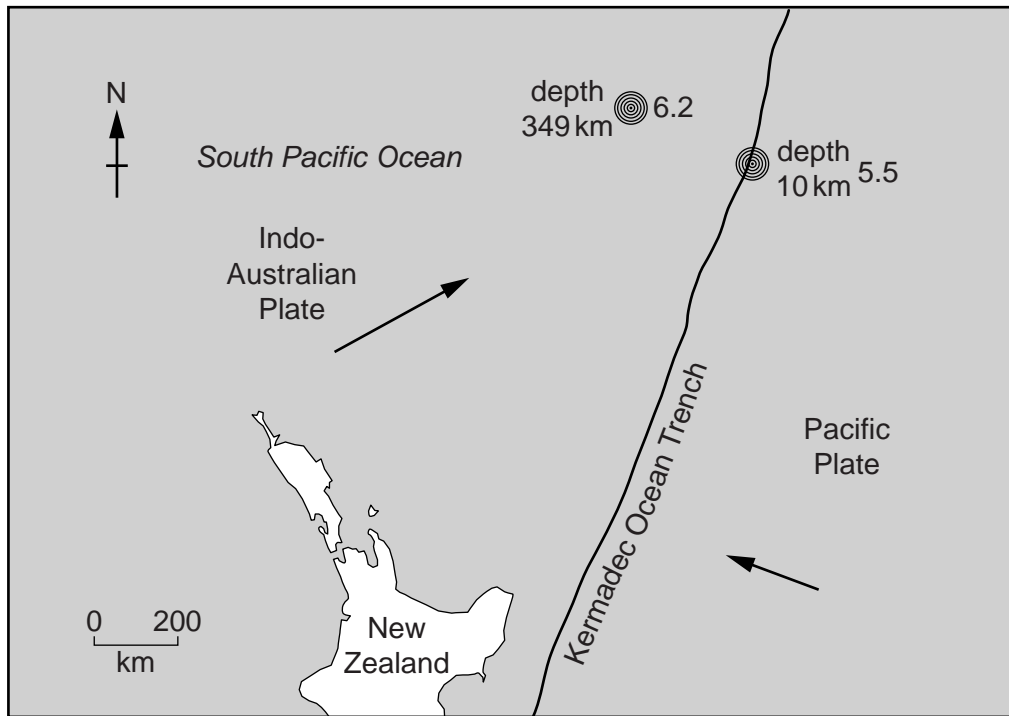 N
depth
349 km
6.2
South Pacific Ocean
depth
10 km
5.5
Indo-
Australian
Plate
Kermadec Ocean Trench
Pacific
Plate
0 200
km
New
Zealand